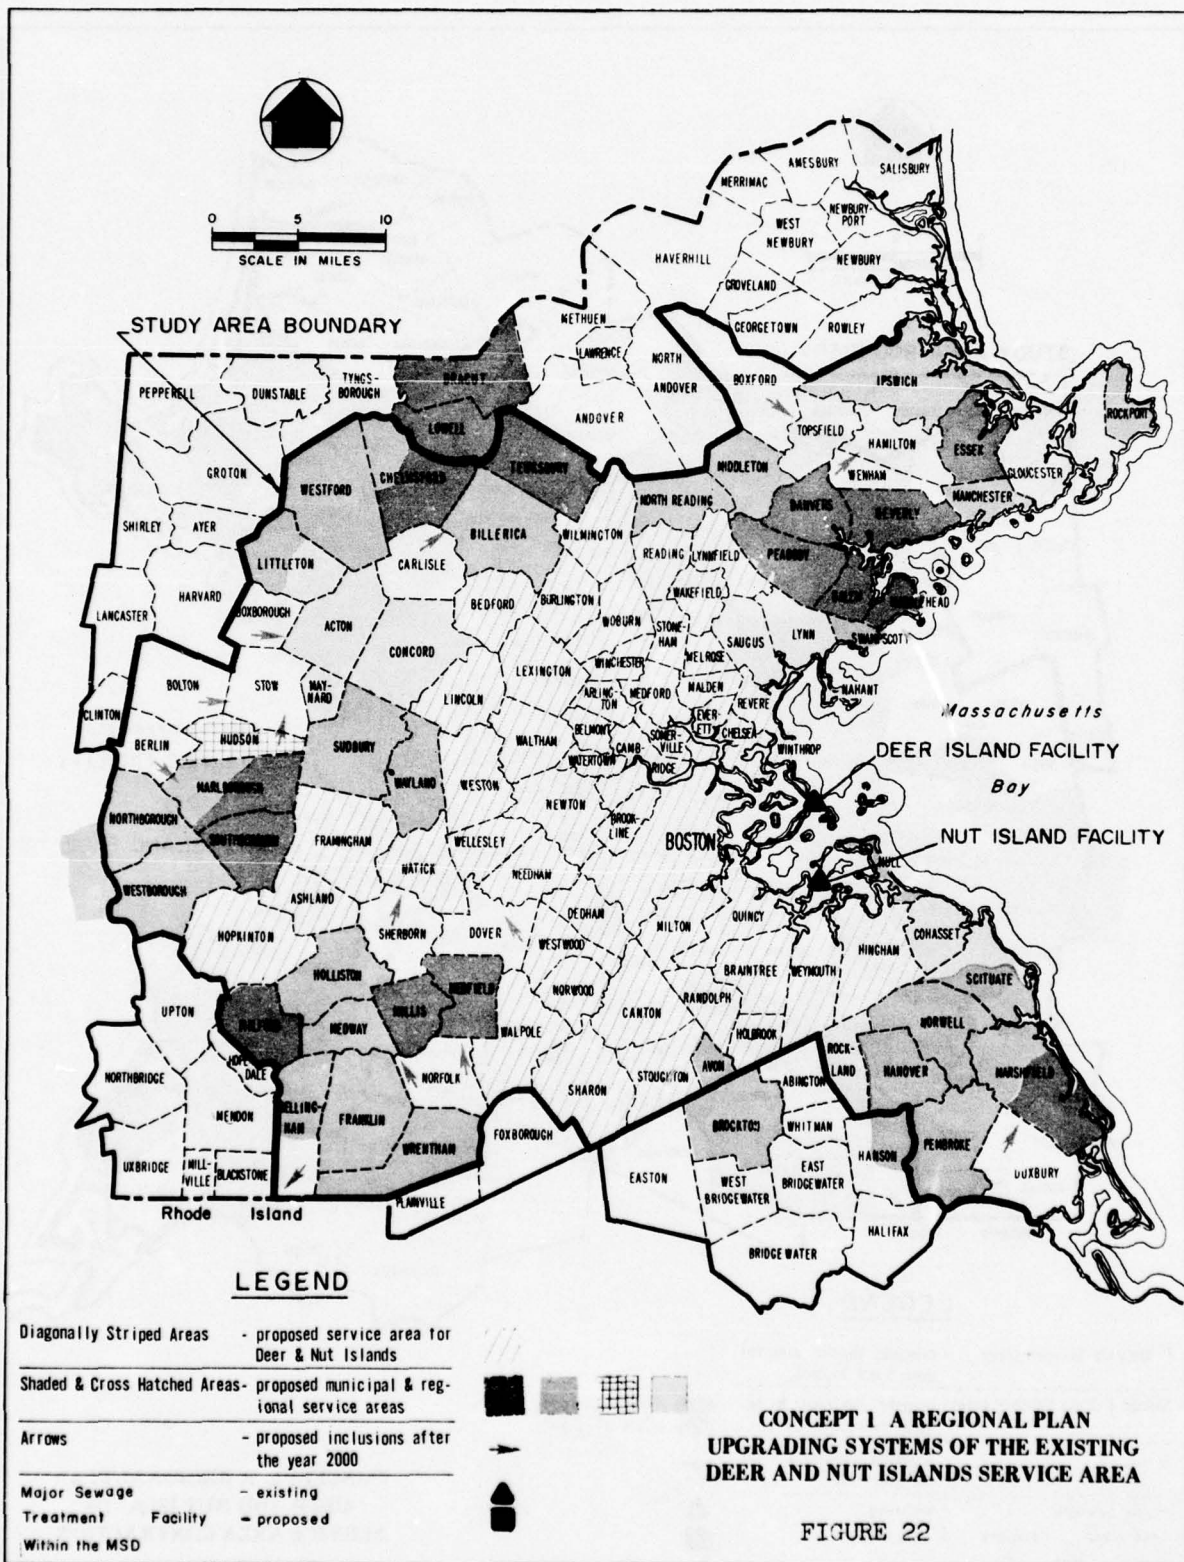 0 5 10
SCALE IN MILES
STUDY AREA BOUNDARY
AMESBURY
SALISBURY
MERRIMAC
NEWBURY-
PORT
WEST
NEWBURY
NEWBURY
HAVERHILL
GROVELAND
GEORGETOWN
ROWLEY
METHUEN
LAWRENCE
NORTH
ANDOVER
ANDOVER
BOXFORD
IPSWICH
ROCKPORT
TOPSFIELD
HAMILTON
ESSEX
GLOUCESTER
WENHAM
MANCHESTER
MIDDLETON
DANVERS
BEVERLY
PEABODY
SALEM
SWAMPSCOTT
PEPPERELL
DUNSTABLE
TYNGS-
BOROUGH
DRACUT
LOWELL
TEWKSBURY
GROTON
WESTFORD
CHELMSFORD
NORTH READING
SHIRLEY
AYER
BILLERICA
WILMINGTON
READING
LYNNFIELD
LITTLETON
CARLISLE
LANCASTER
HARVARD
BOXBOROUGH
BEDFORD
BURLINGTON
WAKEFIELD
ACTON
WOBURN
STONE-
HAM
SAUGUS
LYNN
CONCORD
LEXINGTON
WINCHESTER
MELROSE
BOLTON
STOW
MAY-
NARD
LINCOLN
ARLING-
TON
MEDFORD
MALDEN
REVERE
NAHANT
CLINTON
BERLIN
HUDSON
SUDBURY
WALTHAM
BELMONT
SOMER-
VILLE
EVER-
ETT
CHELSEA
WINTHROP
WATERTOWN
CAMB-
RIDGE
Massachusetts
DEER ISLAND FACILITY
Bay
NUT ISLAND FACILITY
MARLBOROUGH
WAYLAND
WESTON
NEWTON
BROOK-
LINE
BOSTON
NORTHBOROUGH
SOUTHBOROUGH
FRAMINGHAM
WELLESLEY
NATICK
NEEDHAM
HULL
WESTBOROUGH
ASHLAND
DEDHAM
QUINCY
HOPKINTON
SHERBORN
DOVER
WESTWOOD
MILTON
HINGHAM
COHASSET
HOLLISTON
BRAINTREE
WEYMOUTH
SCITUATE
UPTON
MILFORD
MEDWAY
MILLIS
MEDFIELD
NORWOOD
CANTON
RANDOLPH
NORWELL
WALPOLE
HOLBROOK
HOPE-
DALE
NORTHBRIDGE
NORFOLK
SHARON
STOUGHTON
AVON
ROCK-
LAND
HANOVER
MARSHFIELD
ABINGTON
MENDON
BELLING-
HAM
FRANKLIN
WRENTHAM
FOXBOROUGH
BROCKTON
WHITMAN
HANSON
PEMBROKE
DUXBURY
UXBRIDGE
MILL-
VILLE
BLACKSTONE
PLAINVILLE
EASTON
WEST
BRIDGEWATER
EAST
BRIDGEWATER
HALIFAX
BRIDGEWATER
Rhode Island
LEGEND
Diagonally Striped Areas - proposed service area for
Deer & Nut Islands
Shaded & Cross Hatched Areas- proposed municipal & reg-
ional service areas
Arrows - proposed inclusions after
the year 2000
Major Sewage - existing
Treatment Facility - proposed
Within the MSD
CONCEPT 1 A REGIONAL PLAN
UPGRADING SYSTEMS OF THE EXISTING
DEER AND NUT ISLANDS SERVICE AREA
FIGURE 22